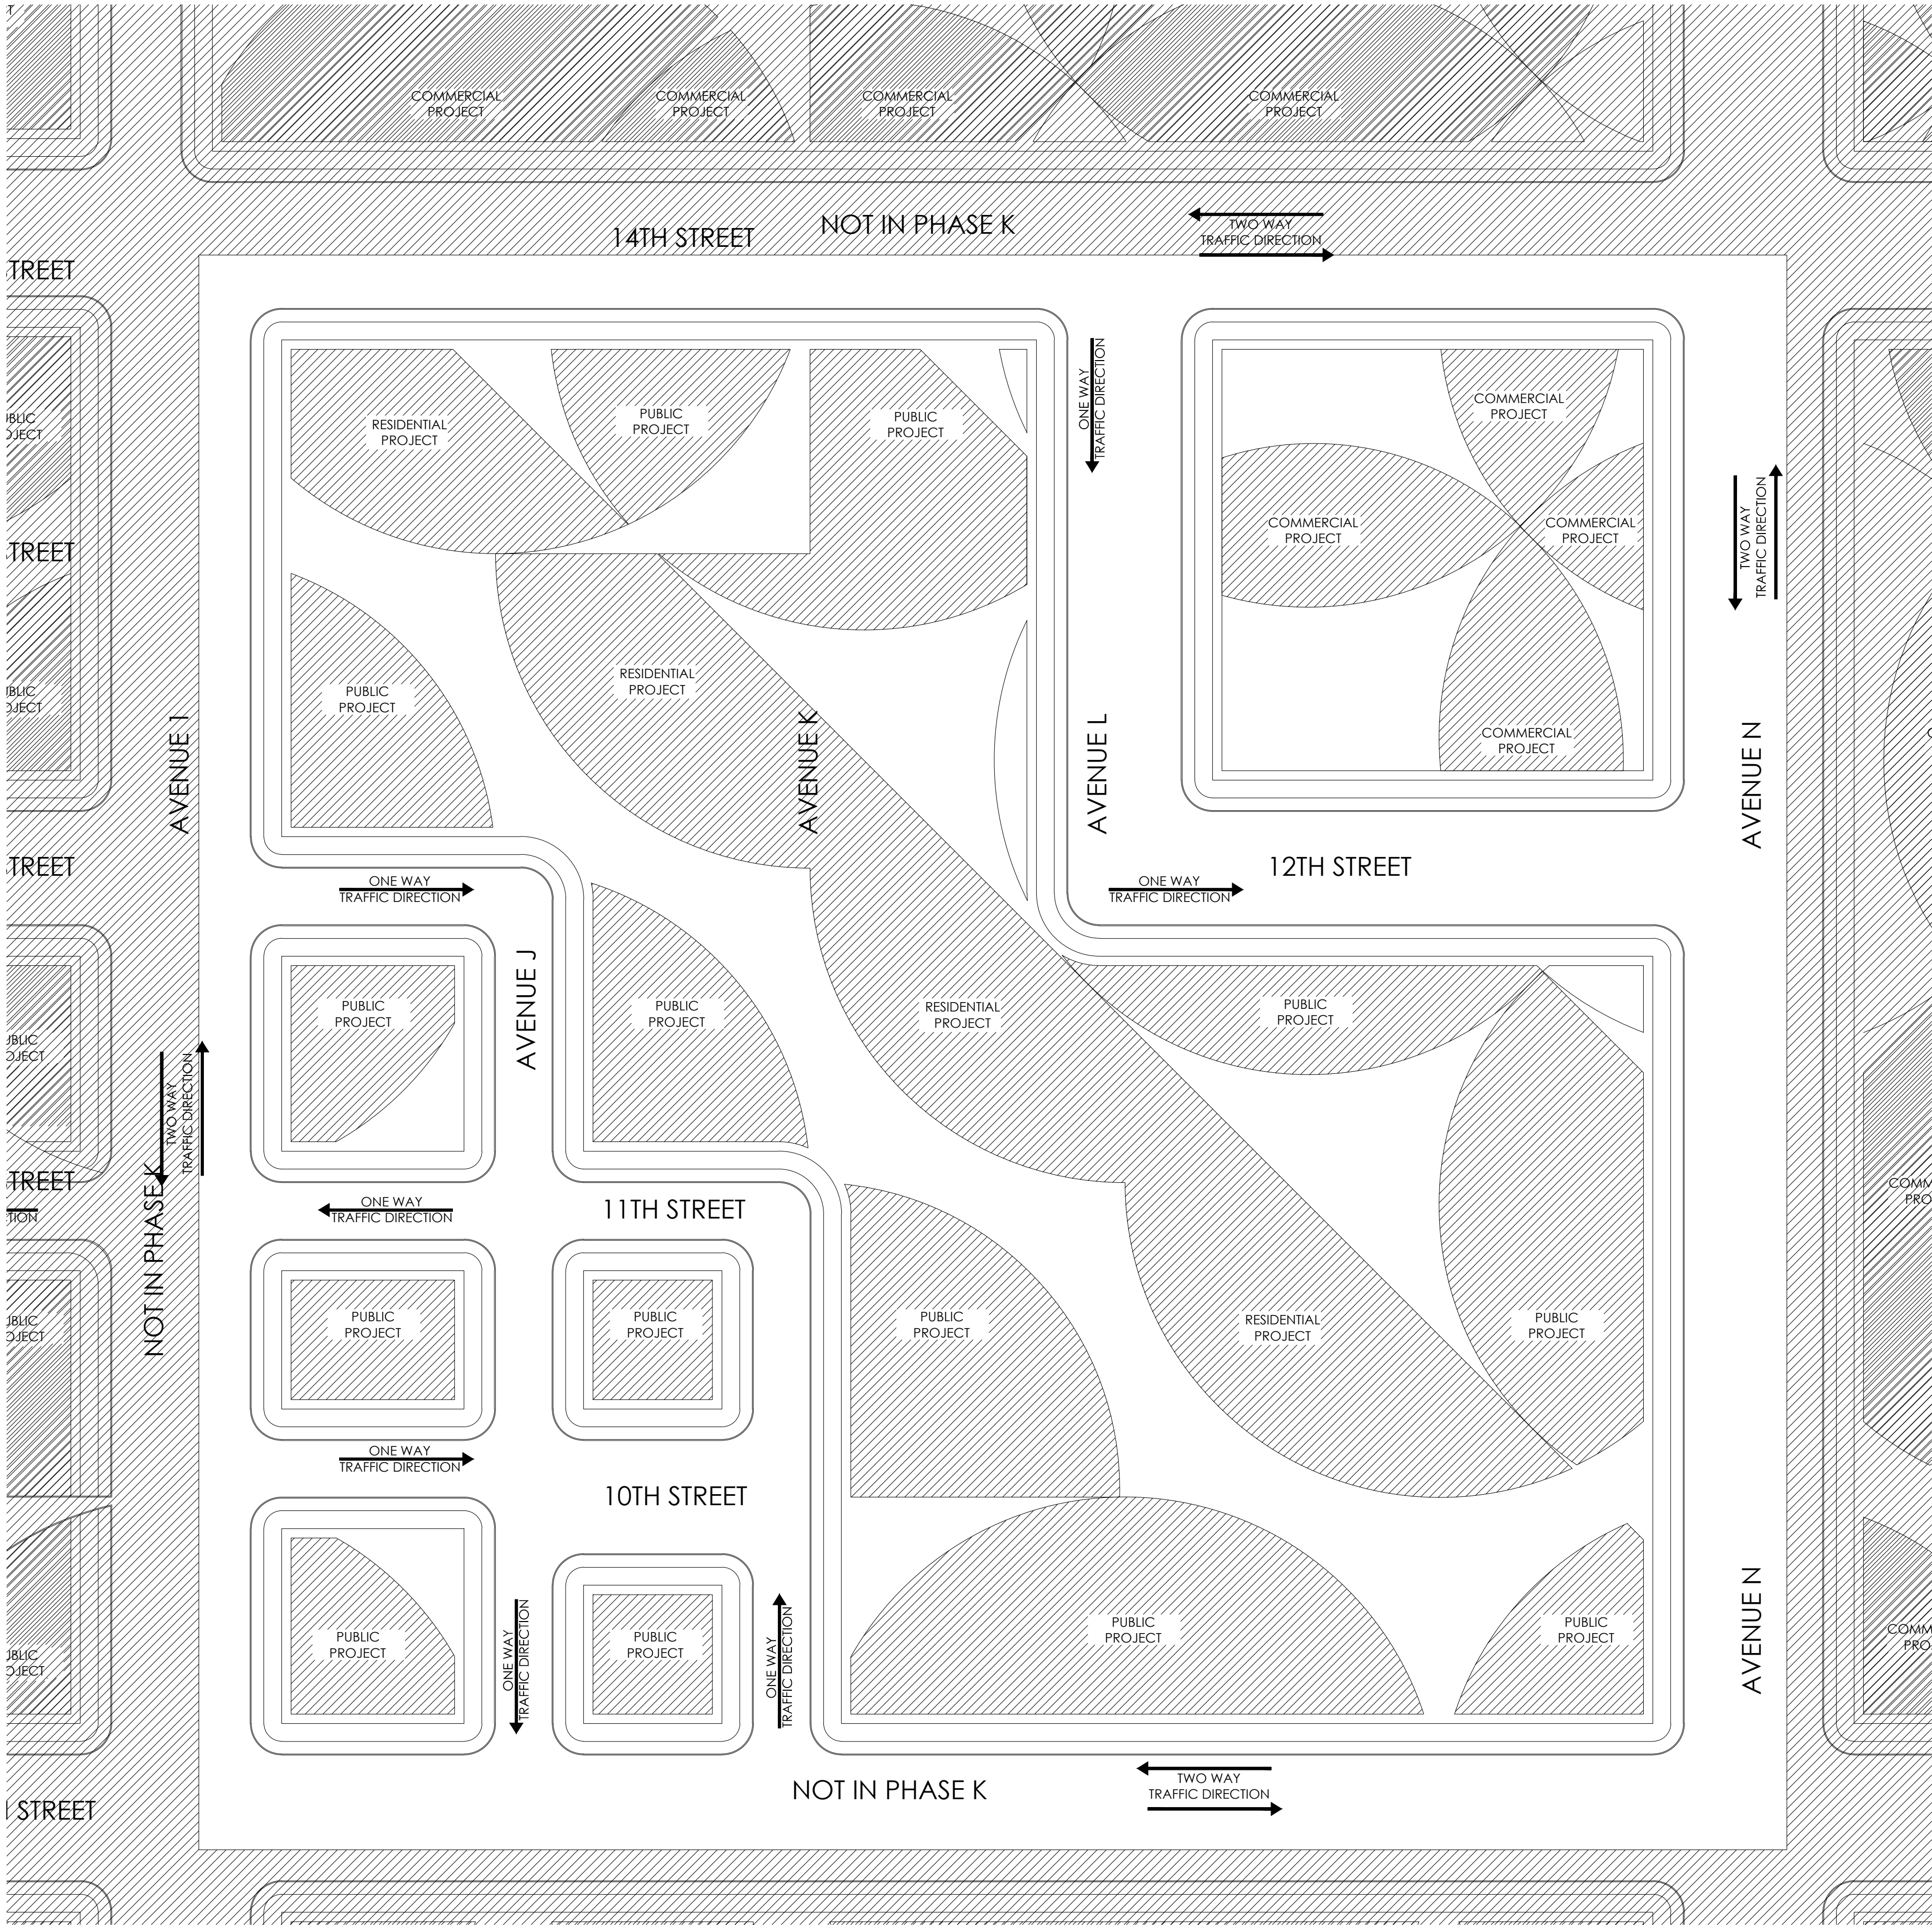 COMMERCIAL
PROJECT
COMMERCIAL
PROJECT
COMMERCIAL
PROJECT
COMMERCIAL
PROJECT
14TH STREET
NOT IN PHASE K
TWO WAY
TRAFFIC DIRECTION
TREET
ONE WAY
TRAFFIC DIRECTION
RESIDENTIAL
PROJECT
PUBLIC
PROJECT
PUBLIC
PROJECT
COMMERCIAL
PROJECT
COMMERCIAL
PROJECT
COMMERCIAL
PROJECT
TWO WAY
TRAFFIC DIRECTION
TREET
PUBLIC
PROJECT
RESIDENTIAL
PROJECT
COMMERCIAL
PROJECT
AVENUE 1
AVENUE K
AVENUE L
AVENUE N
TREET
12TH STREET
ONE WAY
TRAFFIC DIRECTION
ONE WAY
TRAFFIC DIRECTION
AVENUE J
PUBLIC
PROJECT
PUBLIC
PROJECT
RESIDENTIAL
PROJECT
PUBLIC
PROJECT
TWO WAY
TRAFFIC DIRECTION
TREET
ONE WAY
TRAFFIC DIRECTION
11TH STREET
NOT IN PHASE K
PUBLIC
PROJECT
PUBLIC
PROJECT
PUBLIC
PROJECT
RESIDENTIAL
PROJECT
PUBLIC
PROJECT
ONE WAY
TRAFFIC DIRECTION
10TH STREET
PUBLIC
PROJECT
ONE WAY
TRAFFIC DIRECTION
PUBLIC
PROJECT
ONE WAY
TRAFFIC DIRECTION
PUBLIC
PROJECT
PUBLIC
PROJECT
AVENUE N
NOT IN PHASE K
TWO WAY
TRAFFIC DIRECTION
STREET